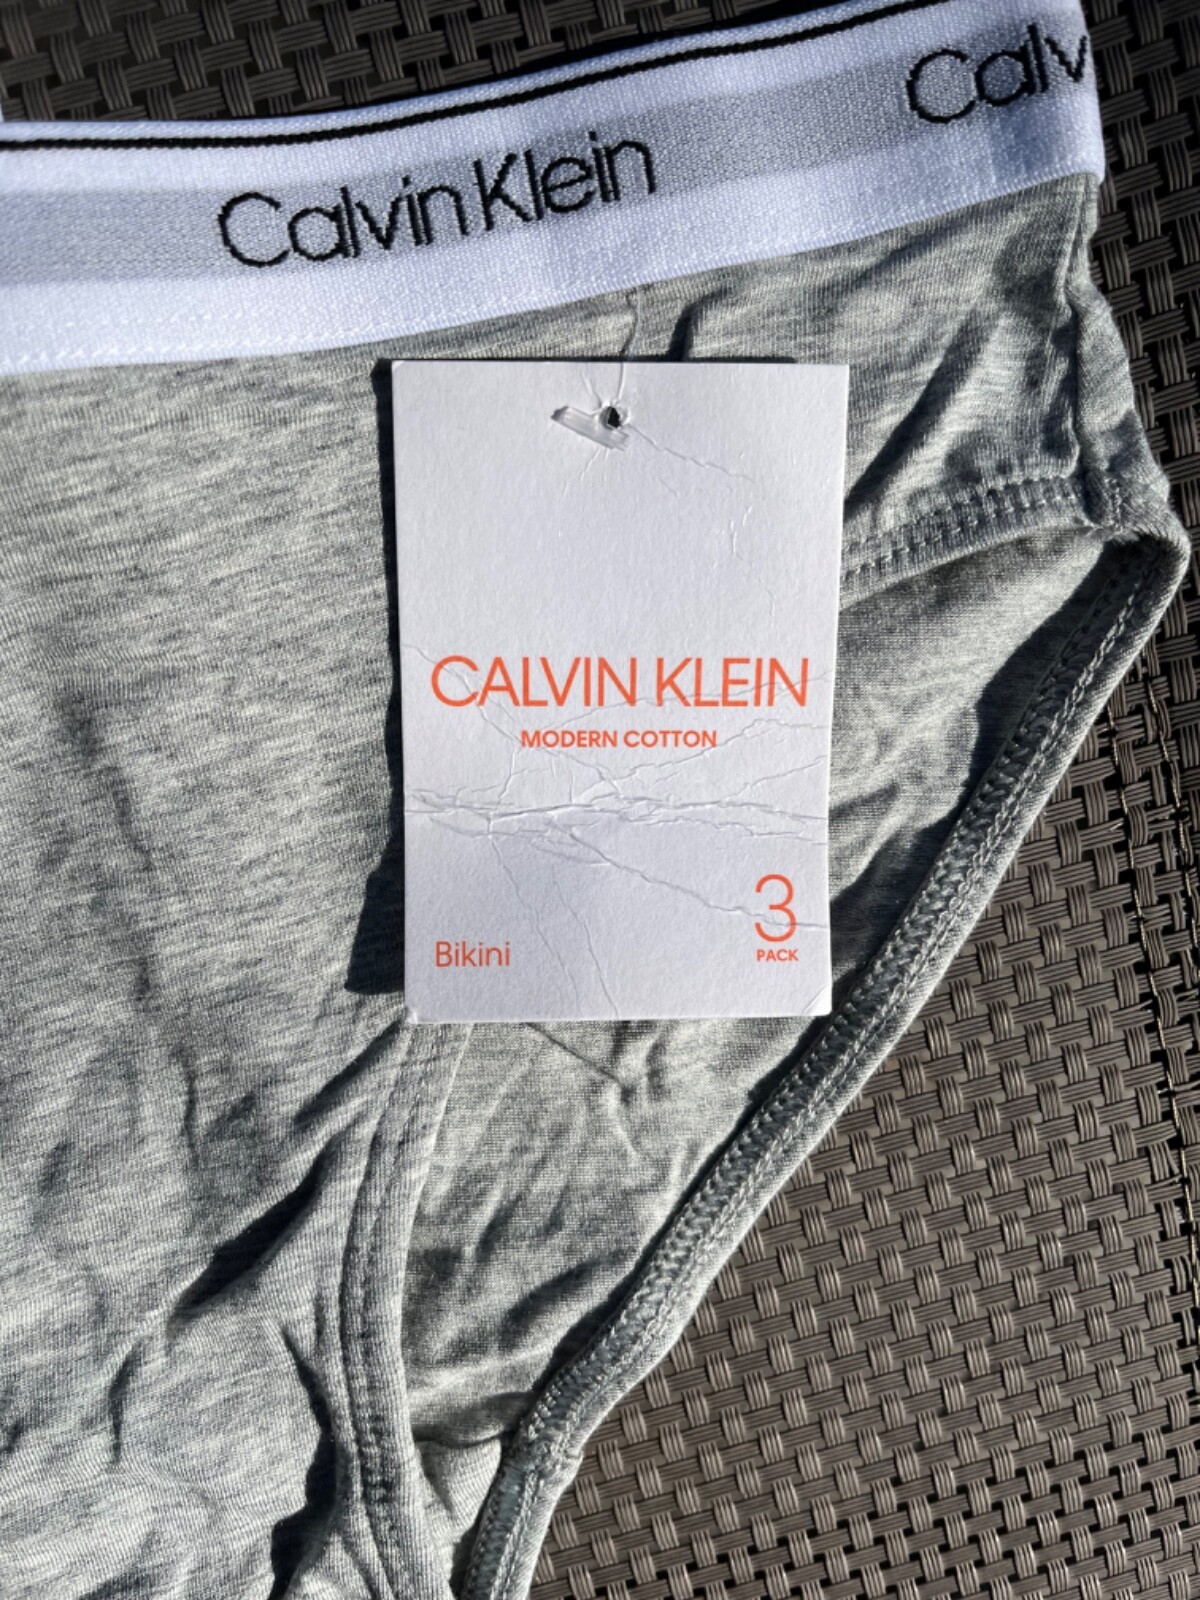 Calvin Klein
Calv
CALVIN KLEIN
MODERN COTTON
3
PACK
Bikini